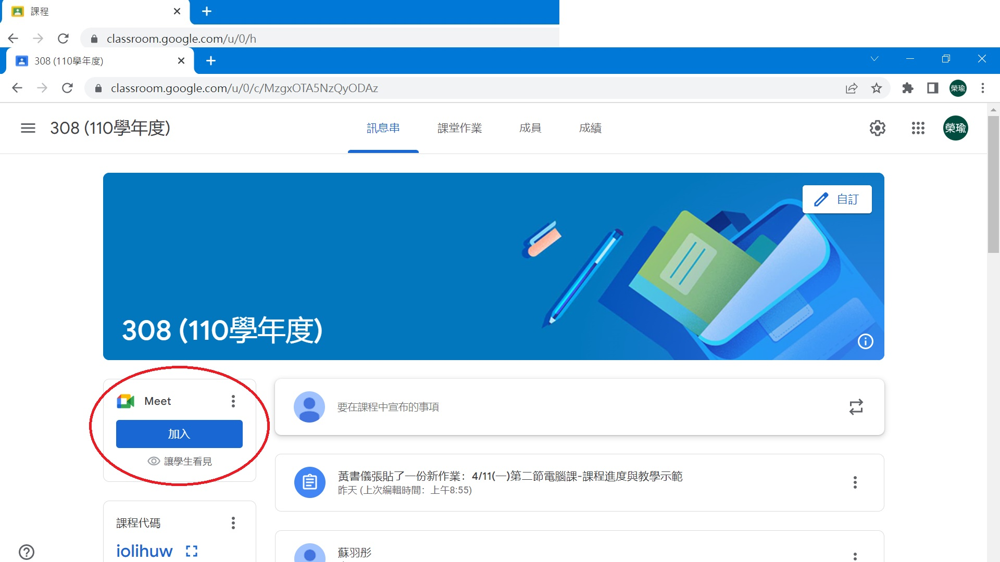 課程
classroom.google.com/u/0/h
308 (110學年度)
classroom.google.com/u/0/c/MzgxOTA5NzQyODAz
榮瑜
308 (110學年度)
訊息串
課堂作業
成員
成績
榮瑜
自訂
308 (110學年度)
Meet
加入
讓學生看見
要在課程中宣布的事項
黃書儀張貼了一份新作業：4/11(一)第二節電腦課-課程進度與教學示範
昨天 (上次編輯時間：上午8:55)
課程代碼
iolihuw
蘇羽彤